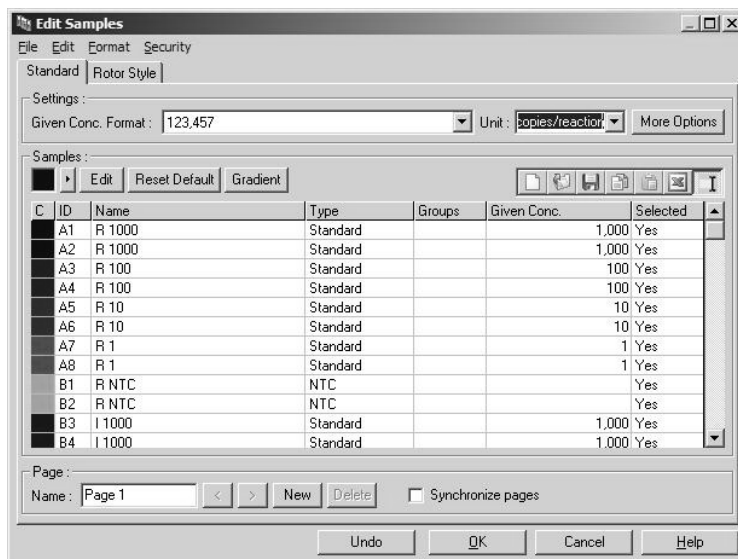 Edit Samples
File Edit Format Security
Standard Rotor Style
Settings :
Given Conc. Format : 123,457 Unit : copies/reaction More Options
Samples :
Edit Reset Default Gradient
C ID Name Type Groups Given Conc. Selected
A1 R 1000 Standard 1,000 Yes
A2 R 1000 Standard 1,000 Yes
A3 R 100 Standard 100 Yes
A4 R 100 Standard 100 Yes
A5 R 10 Standard 10 Yes
A6 R 10 Standard 10 Yes
A7 R 1 Standard 1 Yes
A8 R 1 Standard 1 Yes
B1 R NTC NTC Yes
B2 R NTC NTC Yes
B3 I 1000 Standard 1,000 Yes
B4 I 1000 Standard 1,000 Yes
Page :
Name : Page 1 < > New Delete Synchronize pages
Undo OK Cancel Help